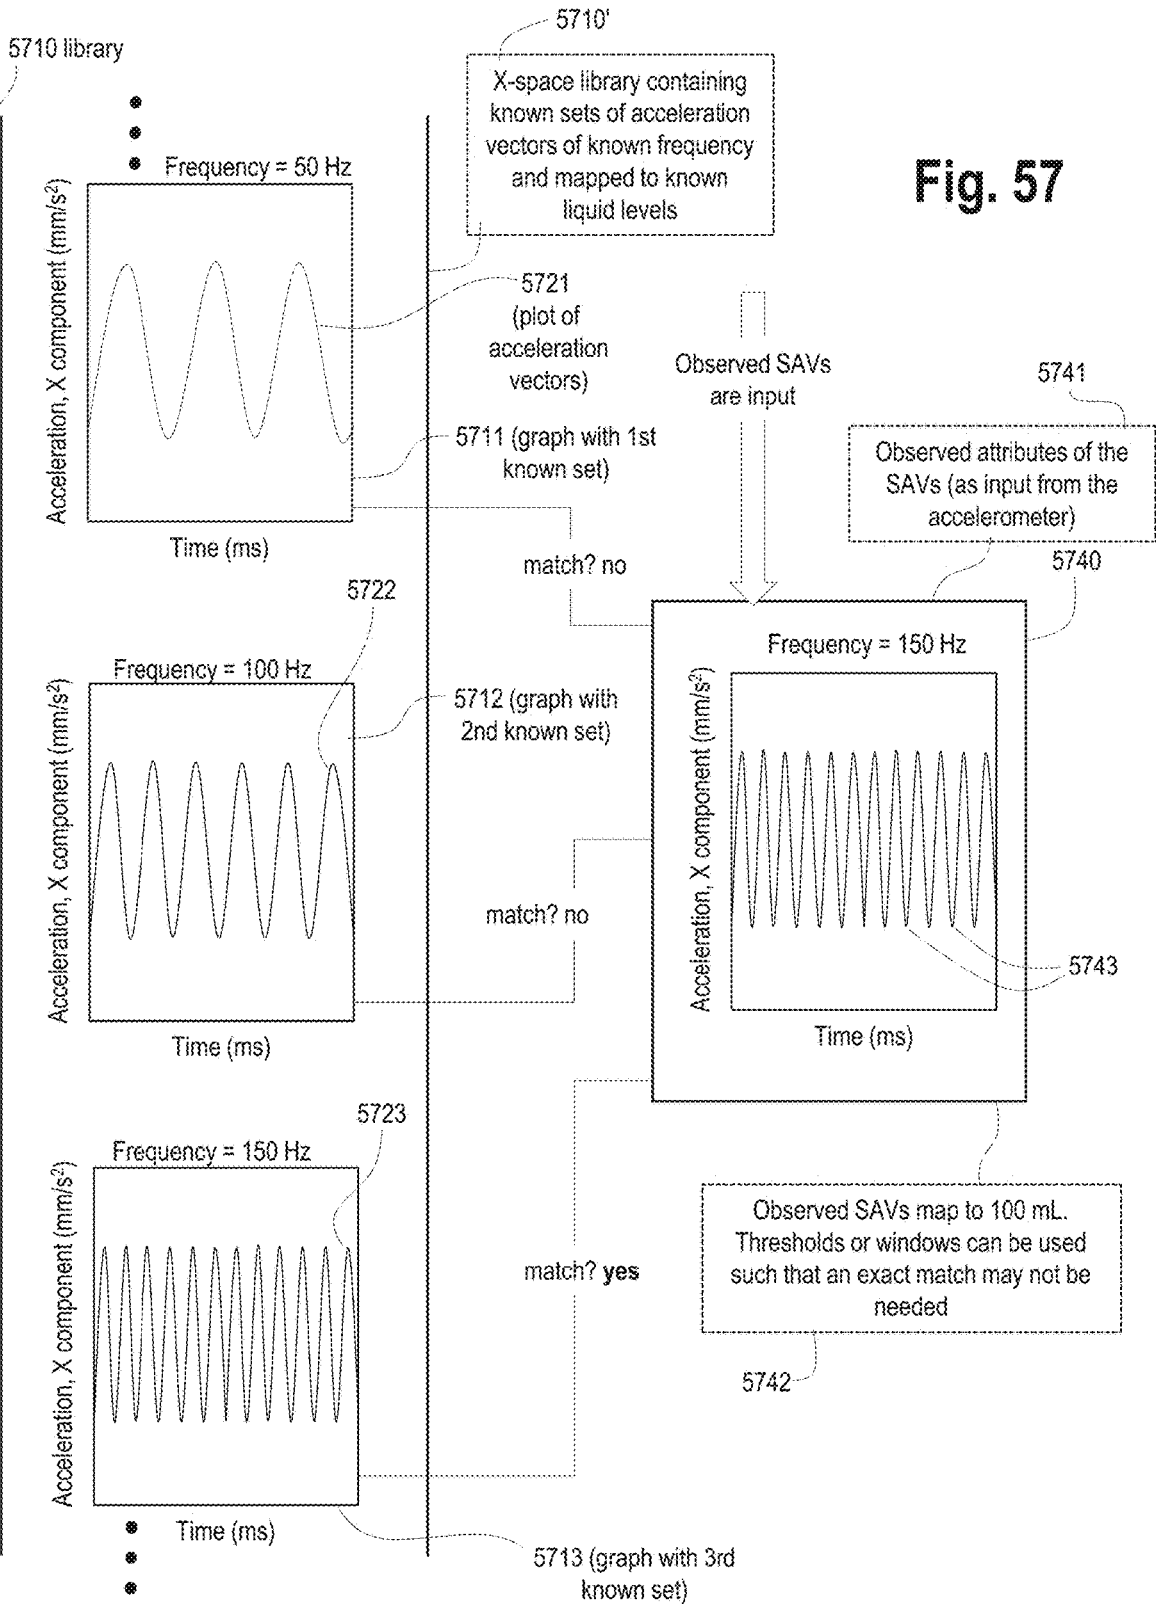 5710 library
5710'
X-space library containing
known sets of acceleration
vectors of known frequency
and mapped to known
liquid levels
Fig. 57
Frequency = 50 Hz
Acceleration, X component (mm/s²)
Time (ms)
5721
(plot of
acceleration
vectors)
5711 (graph with 1st
known set)
match? no
Observed SAVs
are input
5741
Observed attributes of the
SAVs (as input from the
accelerometer)
5740
5722
Frequency = 100 Hz
Acceleration, X component (mm/s²)
Time (ms)
5712 (graph with
2nd known set)
match? no
Frequency = 150 Hz
Acceleration, X component (mm/s²)
Time (ms)
5743
5723
Frequency = 150 Hz
Acceleration, X component (mm/s²)
Time (ms)
match? yes
Observed SAVs map to 100 mL.
Thresholds or windows can be used
such that an exact match may not be
needed
5742
5713 (graph with 3rd
known set)